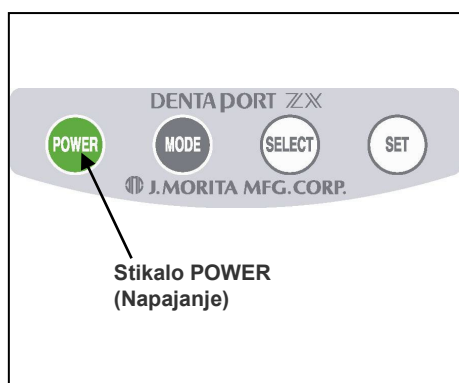 DENTAPORT ZX
POWER MODE SELECT SET
J.MORITA MFG.CORP.
Stikalo POWER
(Napajanje)